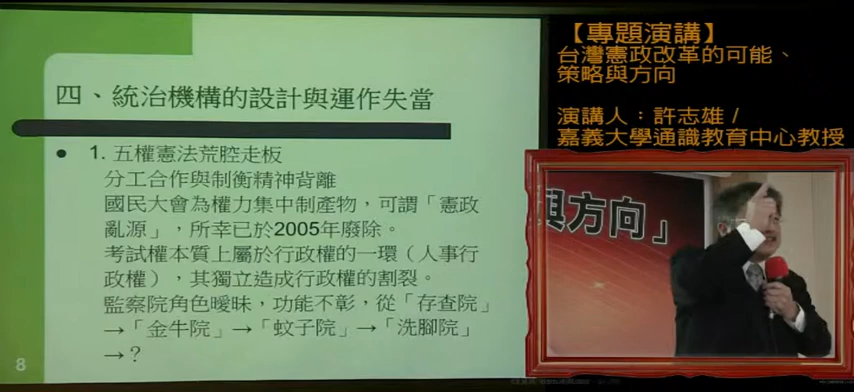 四、統治機構的設計與運作失當
● 1. 五權憲法荒腔走板
分工合作與制衡精神背離
國民大會為權力集中制產物，可謂「憲政
亂源」，所幸已於2005年廢除。
考試權本質上屬於行政權的一環（人事行
政權），其獨立造成行政權的割裂。
監察院角色曖昧，功能不彰，從「存查院」
→「金牛院」→「蚊子院」→「洗腳院」
→？
8
【專題演講】
台灣憲政改革的可能、
策略與方向
演講人：許志雄 /
嘉義大學通識教育中心教授
與方向」